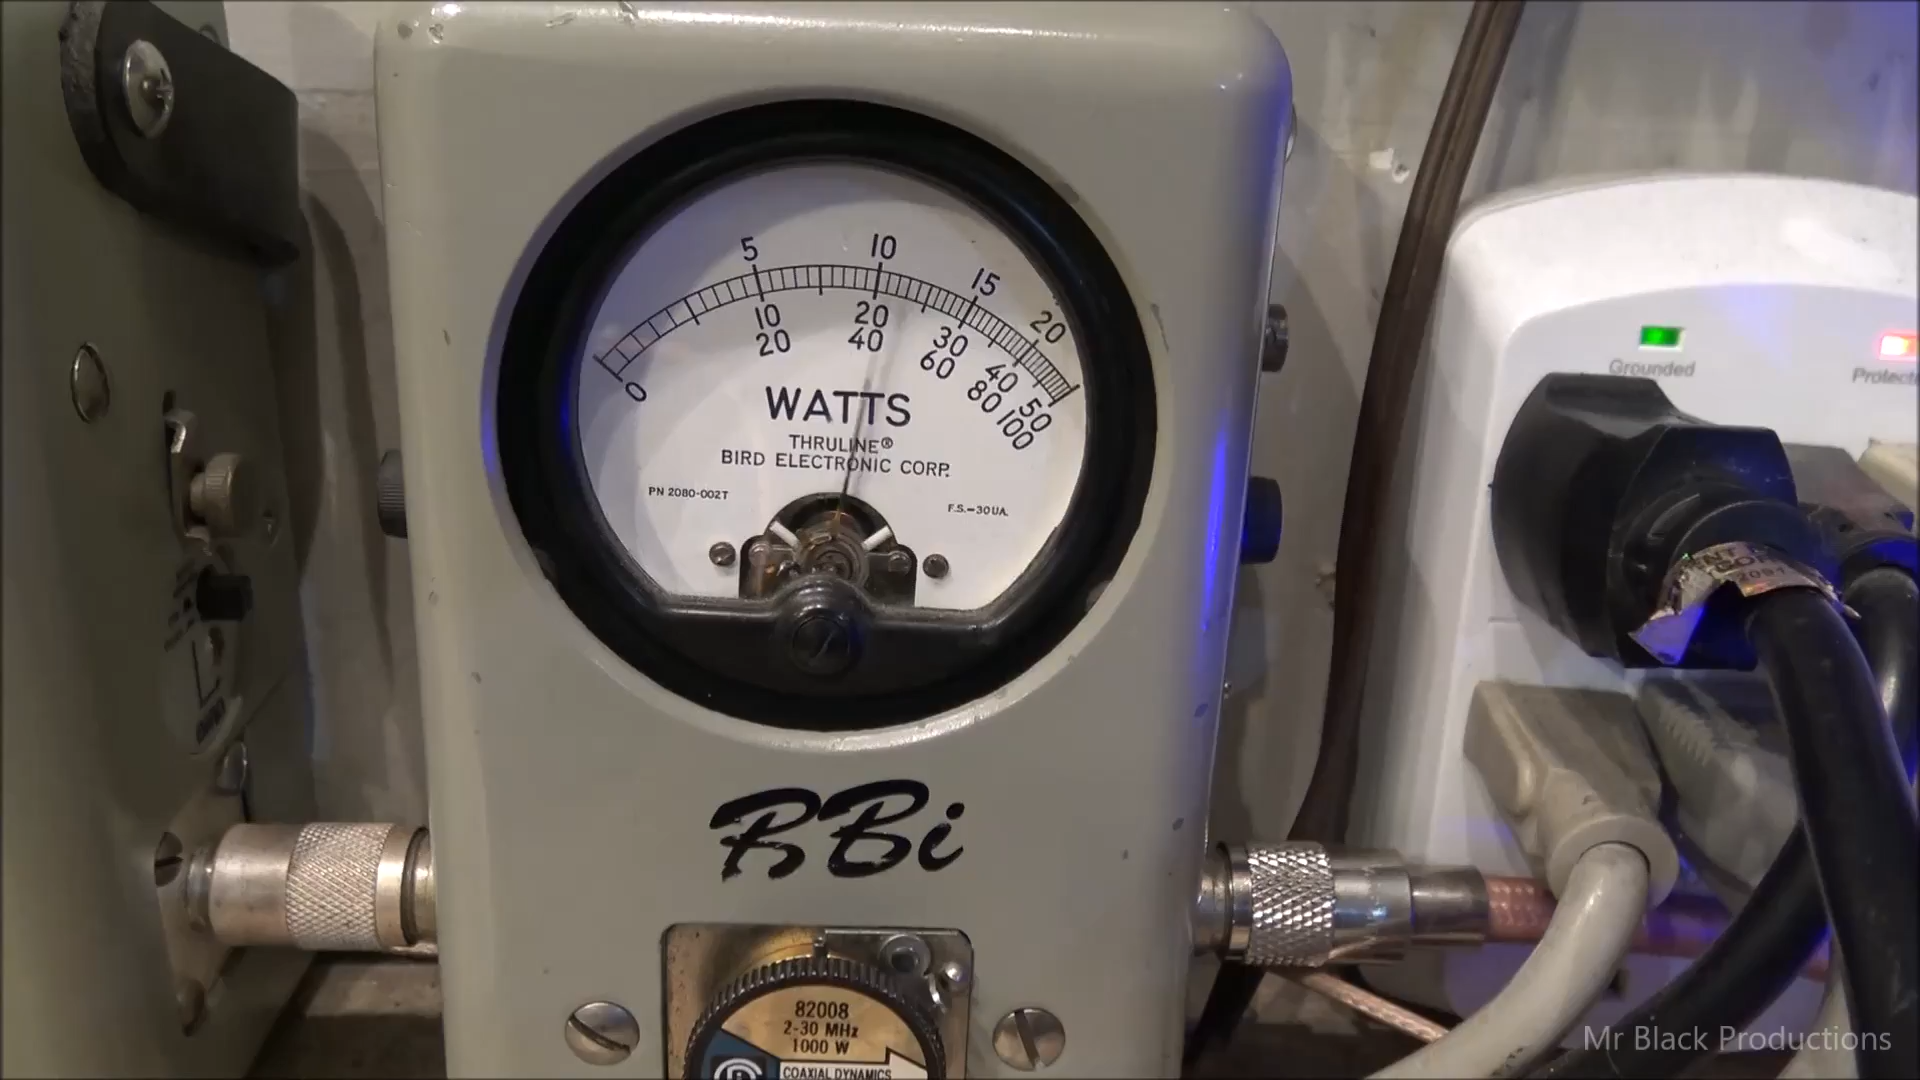 5 10 15 20
10 20 30 40 50
0 20 40 60 80 100
WATTS
THRULINE®
BIRD ELECTRONIC CORP.
PN 2080-002T
F.S.-30UA.
Grounded
RBi
82008
2-30 MHz
1000 W
COAXIAL DYNAMICS
Mr Black Productions